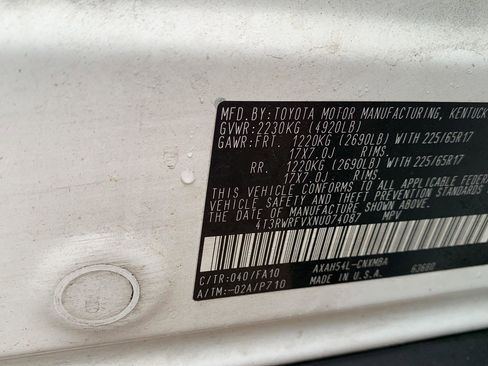 MFD.BY:TOYOTA MOTOR MANUFACTURING, KENTUCK
GVWR:2230KG (4920LB)
GAWR:FRT. 1220KG (2690LB) WITH 225/65R17
17X7.0J RIMS.
RR. 1220KG (2690LB) WITH 225/65R17
17X7.0J RIMS.
THIS VEHICLE CONFORMS TO ALL APPLICABLE FEDERA
VEHICLE SAFETY AND THEFT PREVENTION STA
THE DATE OF MANUFACTURE SHOWN ABOVE.
4T3RWRFVXNU074087 MPV
C/TR:040/FA10 AXAH54L-CNXMBA
A/TM:-02A/P710 MADE IN U.S.A. 636B0